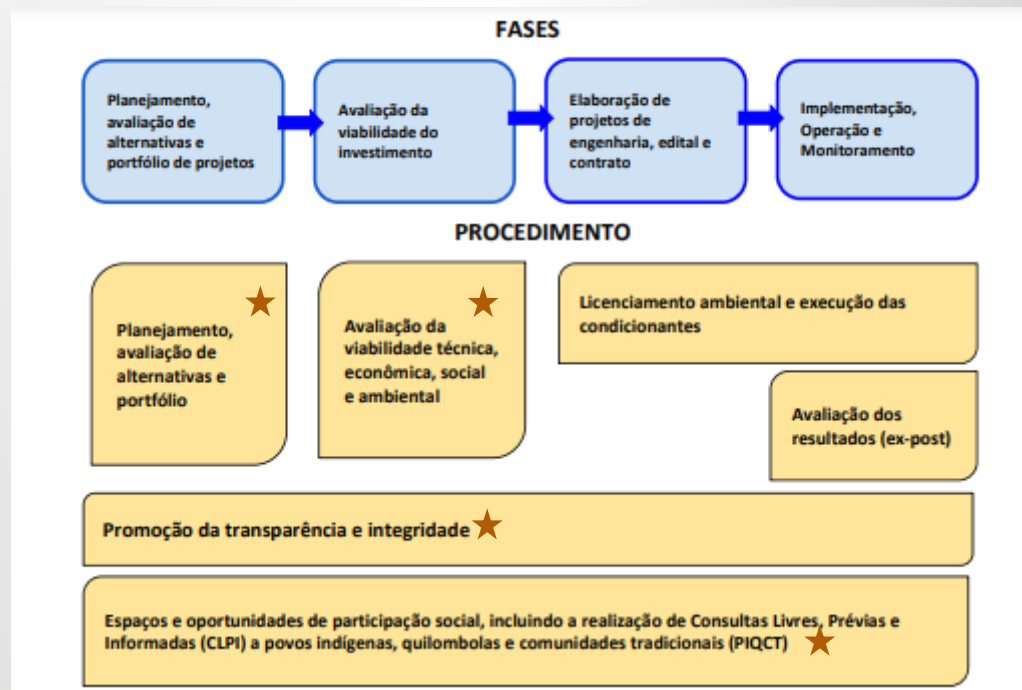 FASES
Planejamento,
avaliação de
alternativas e
portfólio de projetos
Avaliação da
viabilidade do
investimento
Elaboração de
projetos de
engenharia, edital e
contrato
Implementação,
Operação e
Monitoramento
PROCEDIMENTO
Planejamento,
avaliação de
alternativas e
portfólio
Avaliação da
viabilidade técnica,
econômica, social
e ambiental
Licenciamento ambiental e execução das
condicionantes
Avaliação dos
resultados (ex-post)
Promoção da transparência e integridade
Espaços e oportunidades de participação social, incluindo a realização de Consultas Livres, Prévias e
Informadas (CLPI) a povos indígenas, quilombolas e comunidades tradicionais (PIQCT)